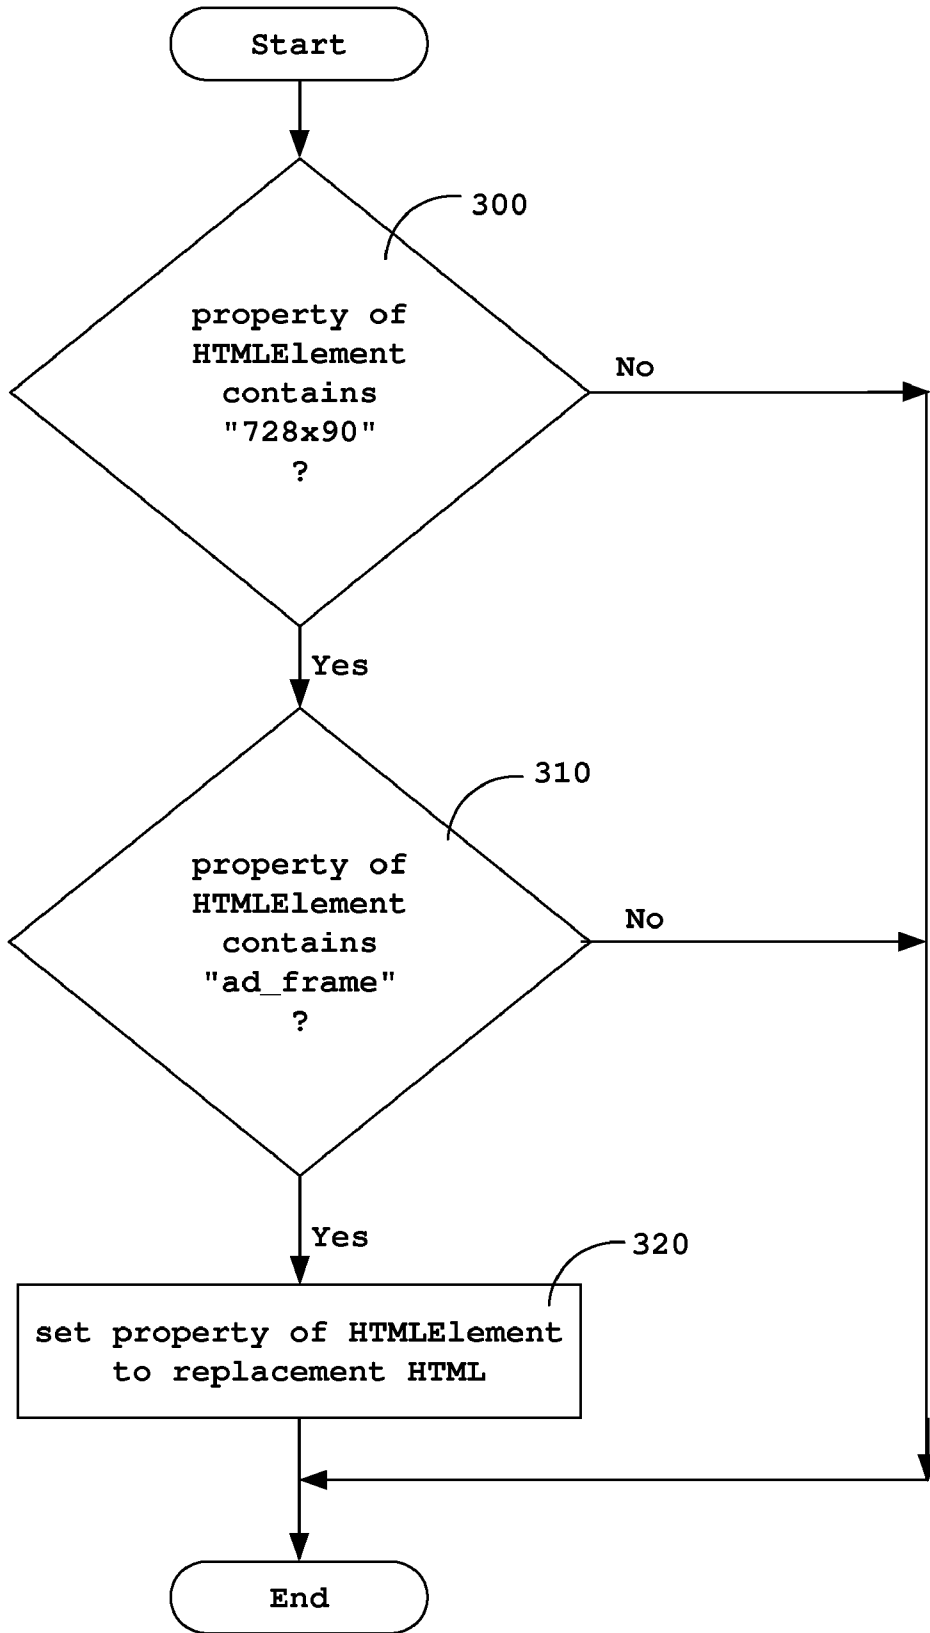 Start
300
property of
HTMLElement
contains
"728x90"
?
No
Yes
310
property of
HTMLElement
contains
"ad_frame"
?
No
Yes
320
set property of HTMLElement
to replacement HTML
End